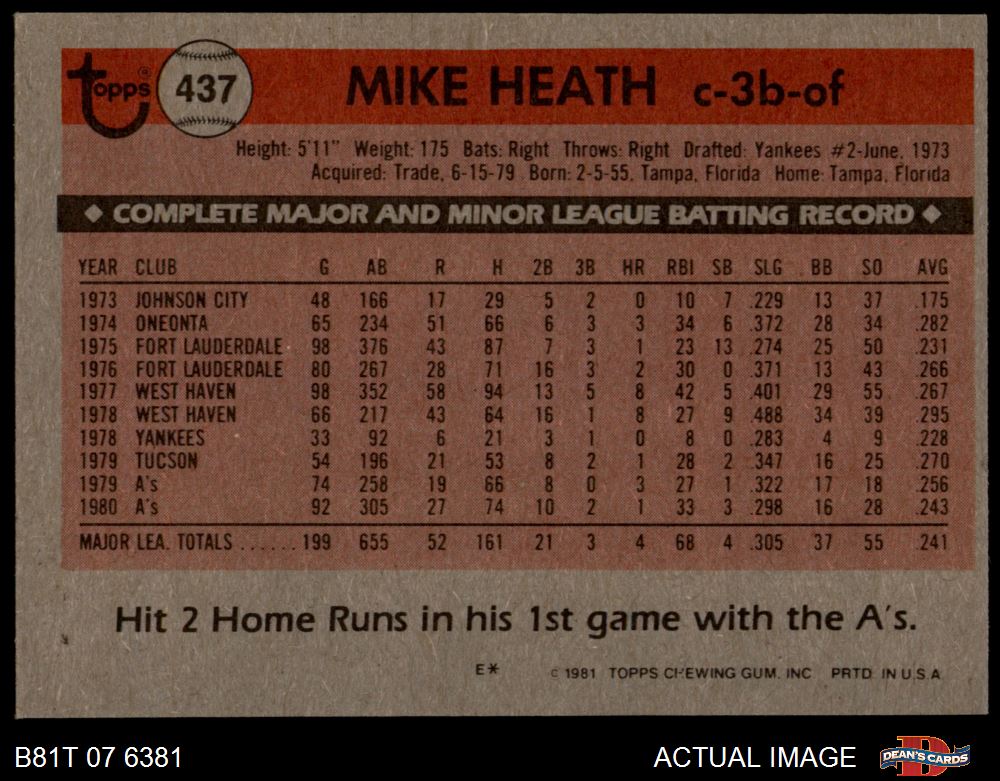 Topps® 437 MIKE HEATH c-3b-of
Height: 5'11" Weight: 175 Bats: Right Throws: Right Drafted: Yankees #2-June, 1973
Acquired: Trade, 6-15-79 Born: 2-5-55, Tampa, Florida Home: Tampa, Florida
◆ COMPLETE MAJOR AND MINOR LEAGUE BATTING RECORD ◆
YEAR CLUB G AB R H 2B 3B HR RBI SB SLG BB SO AVG
1973 JOHNSON CITY 48 166 17 29 5 2 0 10 7 .229 13 37 .175
1974 ONEONTA 65 234 51 66 6 3 3 34 6 .372 28 34 .282
1975 FORT LAUDERDALE 98 376 43 87 7 3 1 23 13 .274 25 50 .231
1976 FORT LAUDERDALE 80 267 28 71 16 3 2 30 0 .371 13 43 .266
1977 WEST HAVEN 98 352 58 94 13 5 8 42 5 .401 29 55 .267
1978 WEST HAVEN 66 217 43 64 16 1 8 27 9 .488 34 39 .295
1978 YANKEES 33 92 6 21 3 1 0 8 0 .283 4 9 .228
1979 TUCSON 54 196 21 53 8 2 1 28 2 .347 16 25 .270
1979 A's 74 258 19 66 8 0 3 27 1 .322 17 18 .256
1980 A's 92 305 27 74 10 2 1 33 3 .298 16 28 .243
MAJOR LEA. TOTALS ...... 199 655 52 161 21 3 4 68 4 .305 37 55 .241
Hit 2 Home Runs in his 1st game with the A's.
E* © 1981 TOPPS CHEWING GUM, INC PRTD. IN U.S.A.
B81T 07 6381 ACTUAL IMAGE DEAN'S CARDS